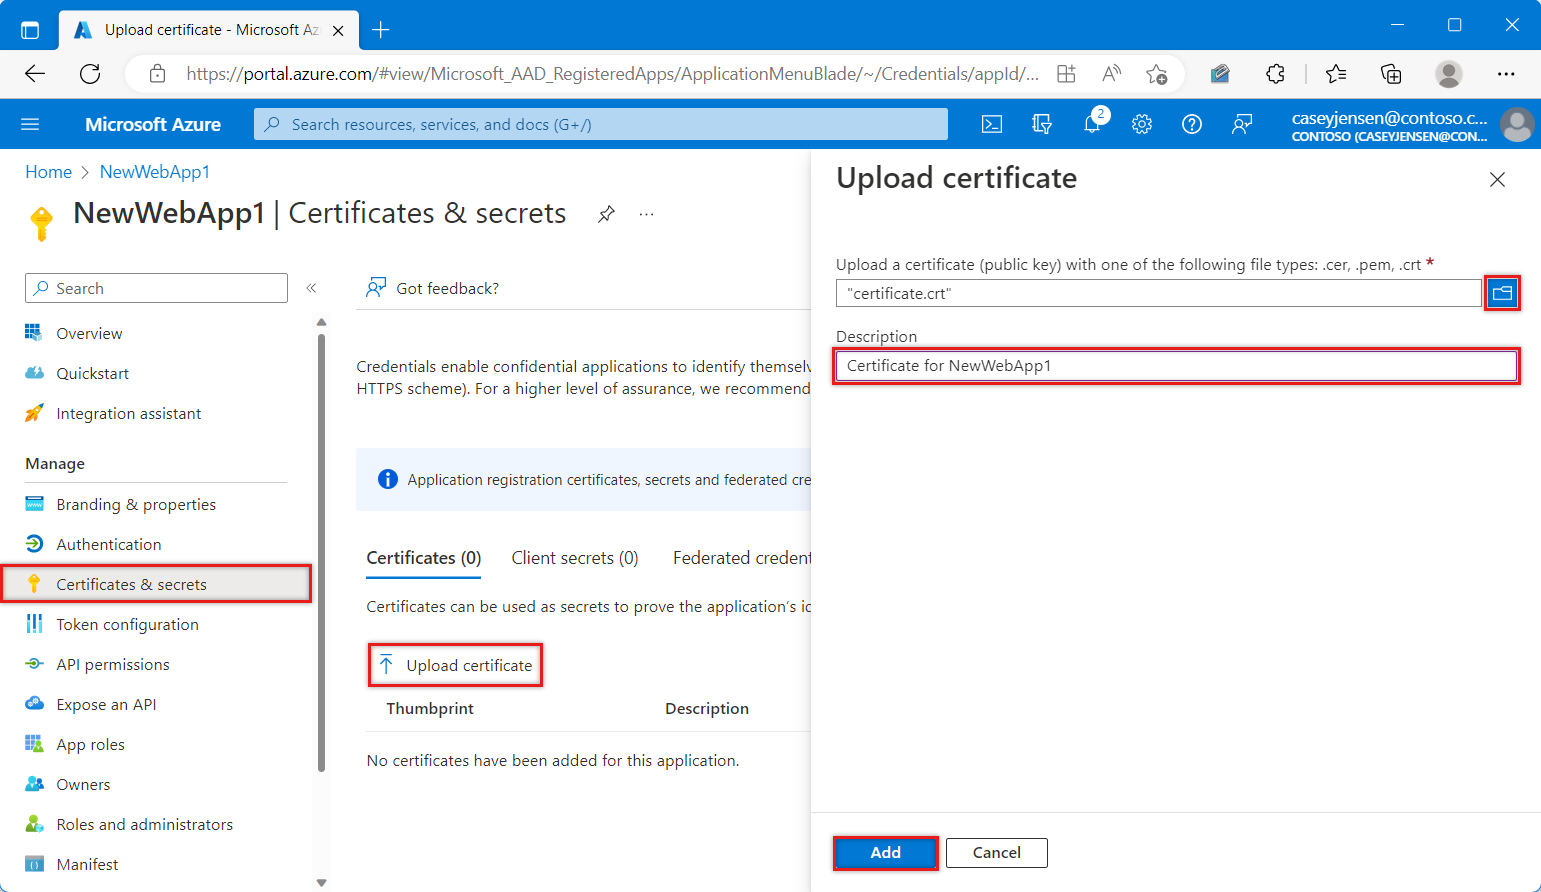 Upload certificate - Microsoft Az
https://portal.azure.com/#view/Microsoft_AAD_RegisteredApps/ApplicationMenuBlade/~/Credentials/appId/...
Microsoft Azure
Search resources, services, and docs (G+/)
2
caseyjensen@contoso.c...
CONTOSO (CASEYJENSEN@CON...
Home > NewWebApp1
NewWebApp1 | Certificates & secrets
...
Search
«
Overview
Quickstart
Integration assistant
Manage
Branding & properties
Authentication
Certificates & secrets
Token configuration
API permissions
Expose an API
App roles
Owners
Roles and administrators
Manifest
Got feedback?
Credentials enable confidential applications to identify themselv
HTTPS scheme). For a higher level of assurance, we recommend
Application registration certificates, secrets and federated cre
Certificates (0)
Client secrets (0)
Federated credent
Certificates can be used as secrets to prove the application's ic
Upload certificate
Thumbprint
Description
No certificates have been added for this application.
Upload certificate
Upload a certificate (public key) with one of the following file types: .cer, .pem, .crt *
"certificate.crt"
Description
Certificate for NewWebApp1
Add
Cancel